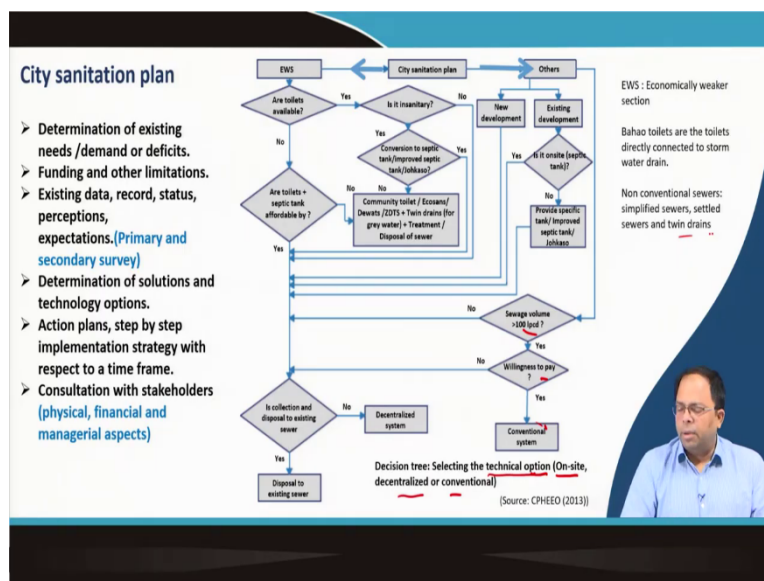 City sanitation plan
➢ Determination of existing
needs /demand or deficits.
➢ Funding and other limitations.
➢ Existing data, record, status,
perceptions,
expectations.(Primary and
secondary survey)
➢ Determination of solutions and
technology options.
➢ Action plans, step by step
implementation strategy with
respect to a time frame.
➢ Consultation with stakeholders
(physical, financial and
managerial aspects)
EWS
City sanitation plan
Others
Are toilets
available?
Yes
Is it insanitary?
No
New
development
Existing
development
Yes
Conversion to septic
tank/improved septic
tank/Johkaso?
Yes
Yes
Is it onsite (septic
tank)?
No
Are toilets +
septic tank
affordable by ?
No
No
No
Community toilet / Ecosans/
Dewats /ZDTS + Twin drains (for
grey water) + Treatment /
Disposal of sewer
No
Provide specific
tank/ Improved
septic tank/
Johkaso
Yes
No
Sewage volume
>100 lpcd ?
Yes
No
Willingness to pay
?
Yes
Is collection and
disposal to existing
sewer
No
Decentralized
system
Conventional
system
Yes
Disposal to
existing sewer
Decision tree: Selecting the technical option (On-site,
decentralized or conventional)
(Source: CPHEEO (2013))
EWS : Economically weaker
section
Bahao toilets are the toilets
directly connected to storm
water drain.
Non conventional sewers:
simplified sewers, settled
sewers and twin drains